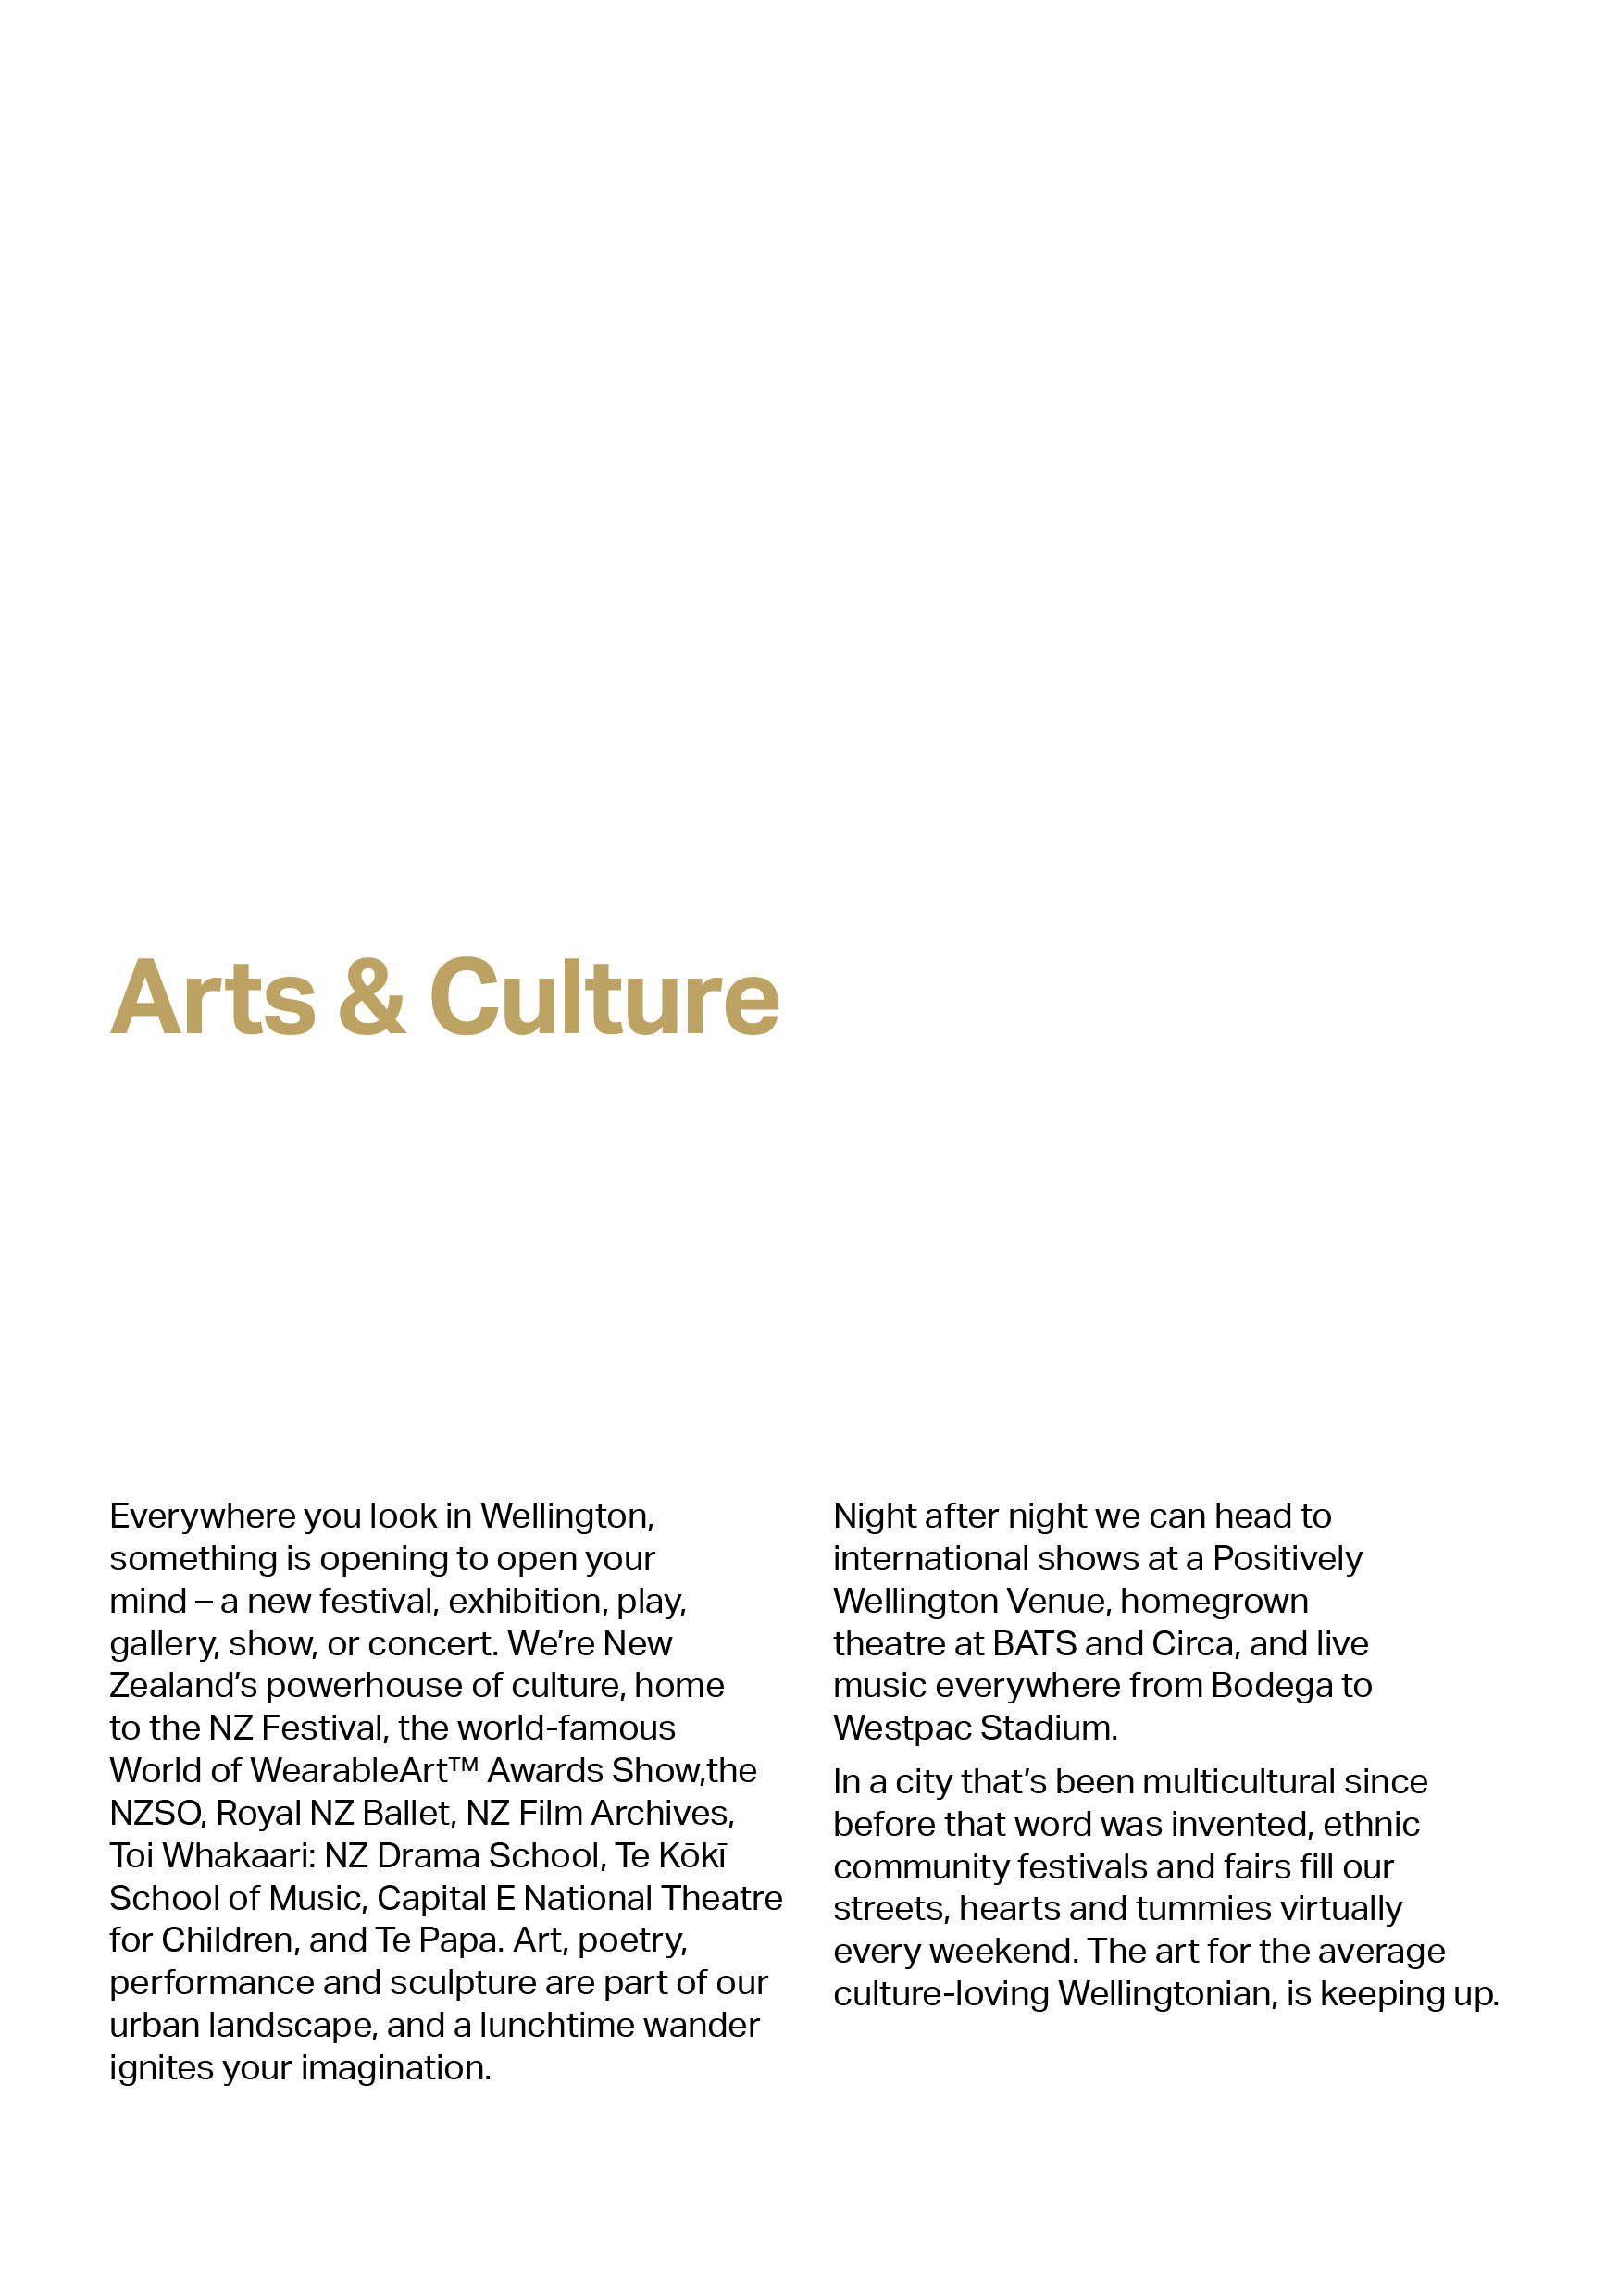 Arts & Culture
Everywhere you look in Wellington,
something is opening to open your
mind – a new festival, exhibition, play,
gallery, show, or concert. We’re New
Zealand’s powerhouse of culture, home
to the NZ Festival, the world-famous
World of WearableArt™ Awards Show,the
NZSO, Royal NZ Ballet, NZ Film Archives,
Toi Whakaari: NZ Drama School, Te Kōkī
School of Music, Capital E National Theatre
for Children, and Te Papa. Art, poetry,
performance and sculpture are part of our
urban landscape, and a lunchtime wander
ignites your imagination.
Night after night we can head to
international shows at a Positively
Wellington Venue, homegrown
theatre at BATS and Circa, and live
music everywhere from Bodega to
Westpac Stadium.
In a city that’s been multicultural since
before that word was invented, ethnic
community festivals and fairs fill our
streets, hearts and tummies virtually
every weekend. The art for the average
culture-loving Wellingtonian, is keeping up.